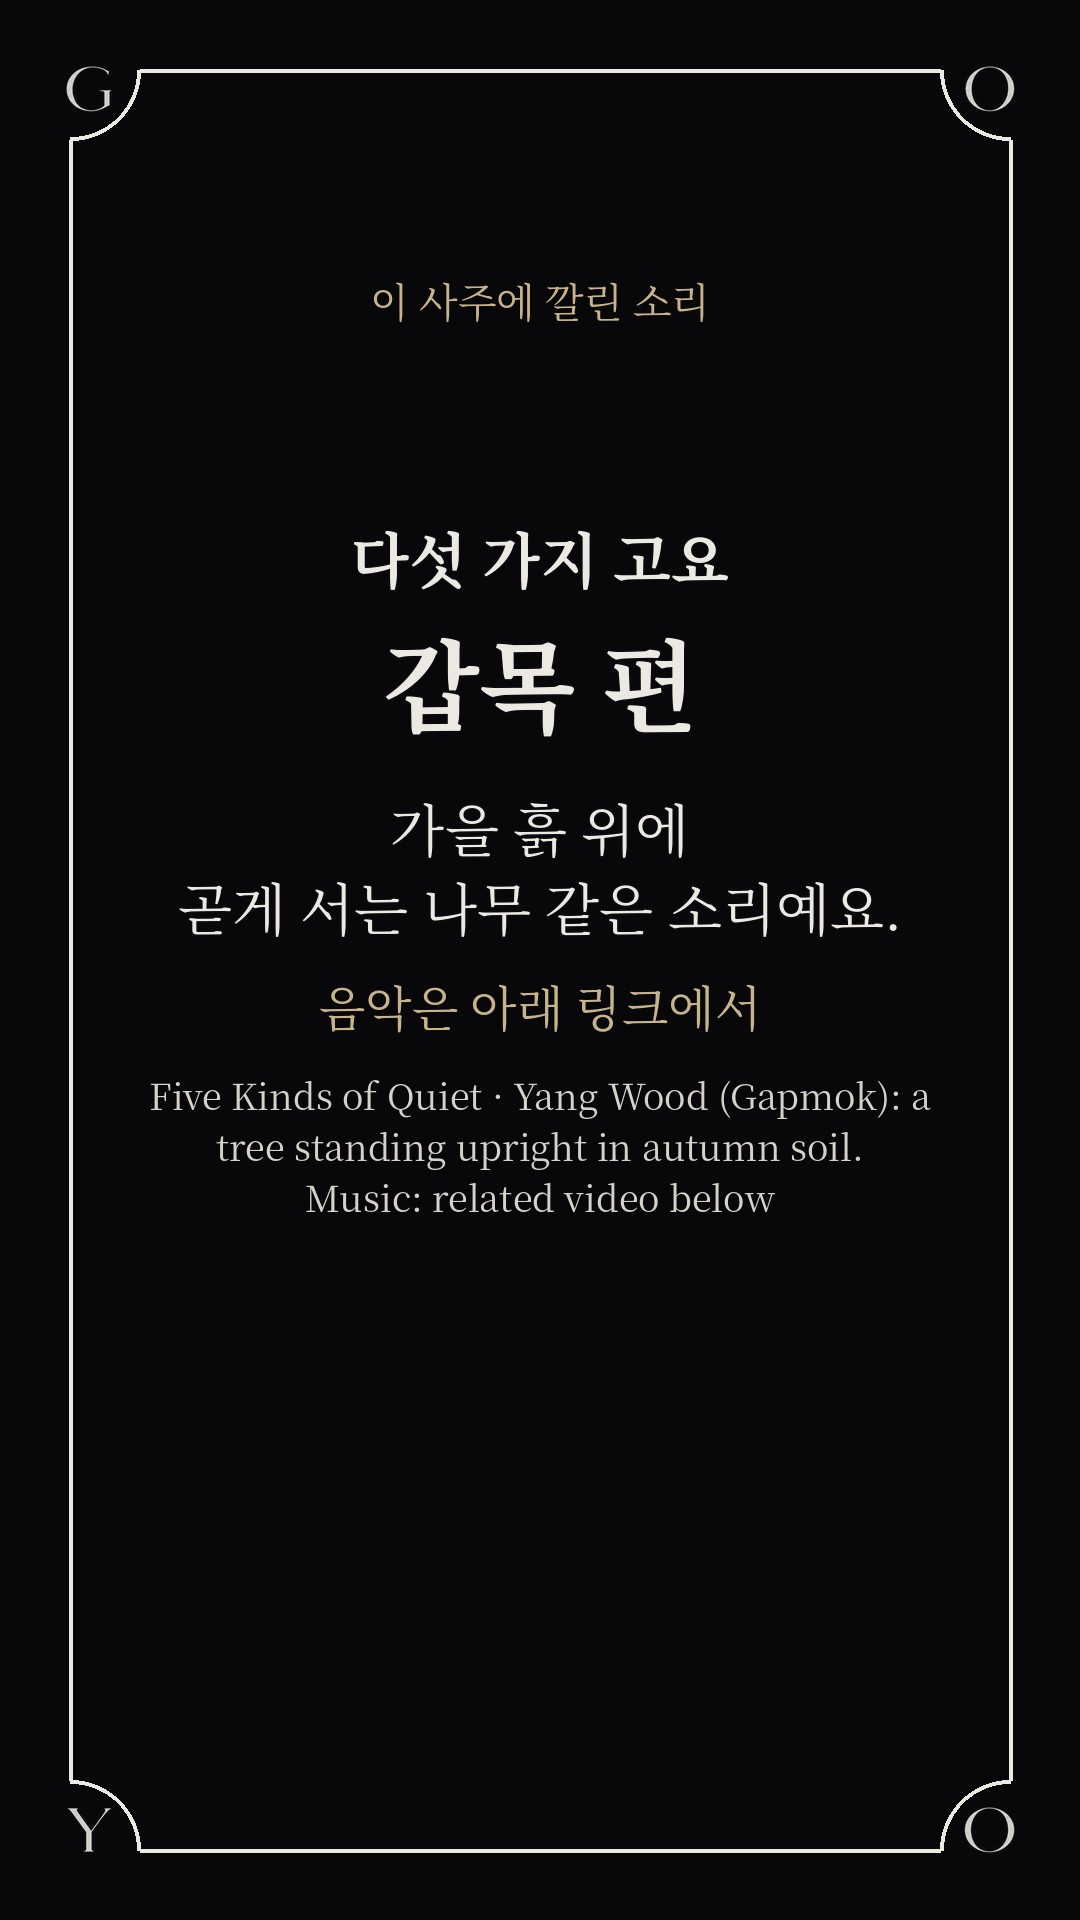 G
O
이 사주에 깔린 소리
다섯 가지 고요
갑목 편
가을 흙 위에
곧게 서는 나무 같은 소리예요.
음악은 아래 링크에서
Five Kinds of Quiet · Yang Wood (Gapmok): a
tree standing upright in autumn soil.
Music: related video below
Y
O